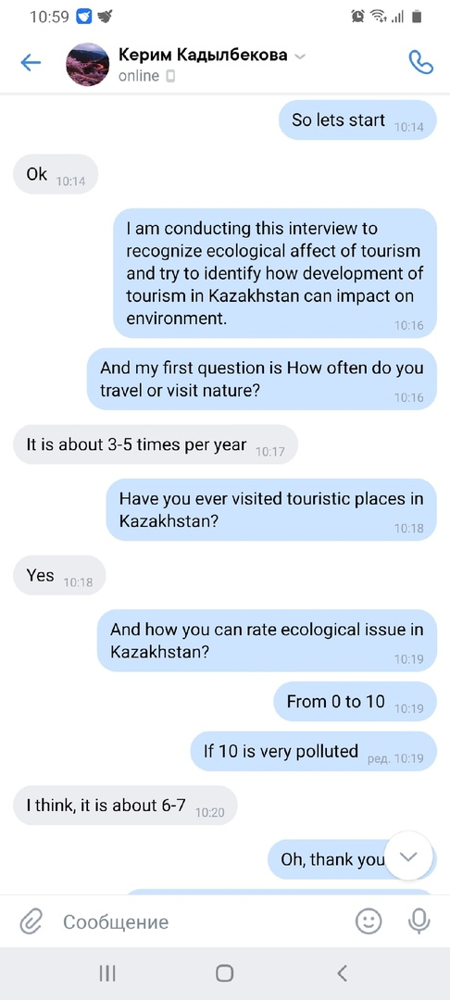 10:59
Керим Кадылбекова
online
So lets start 10:14
Ok 10:14
I am conducting this interview to
recognize ecological affect of tourism
and try to identify how development of
tourism in Kazakhstan can impact on
environment. 10:16
And my first question is How often do you
travel or visit nature? 10:16
It is about 3-5 times per year 10:17
Have you ever visited touristic places in
Kazakhstan? 10:18
Yes 10:18
And how you can rate ecological issue in
Kazakhstan? 10:19
From 0 to 10 10:19
If 10 is very polluted ред. 10:19
I think, it is about 6-7 10:20
Oh, thank you
Сообщение